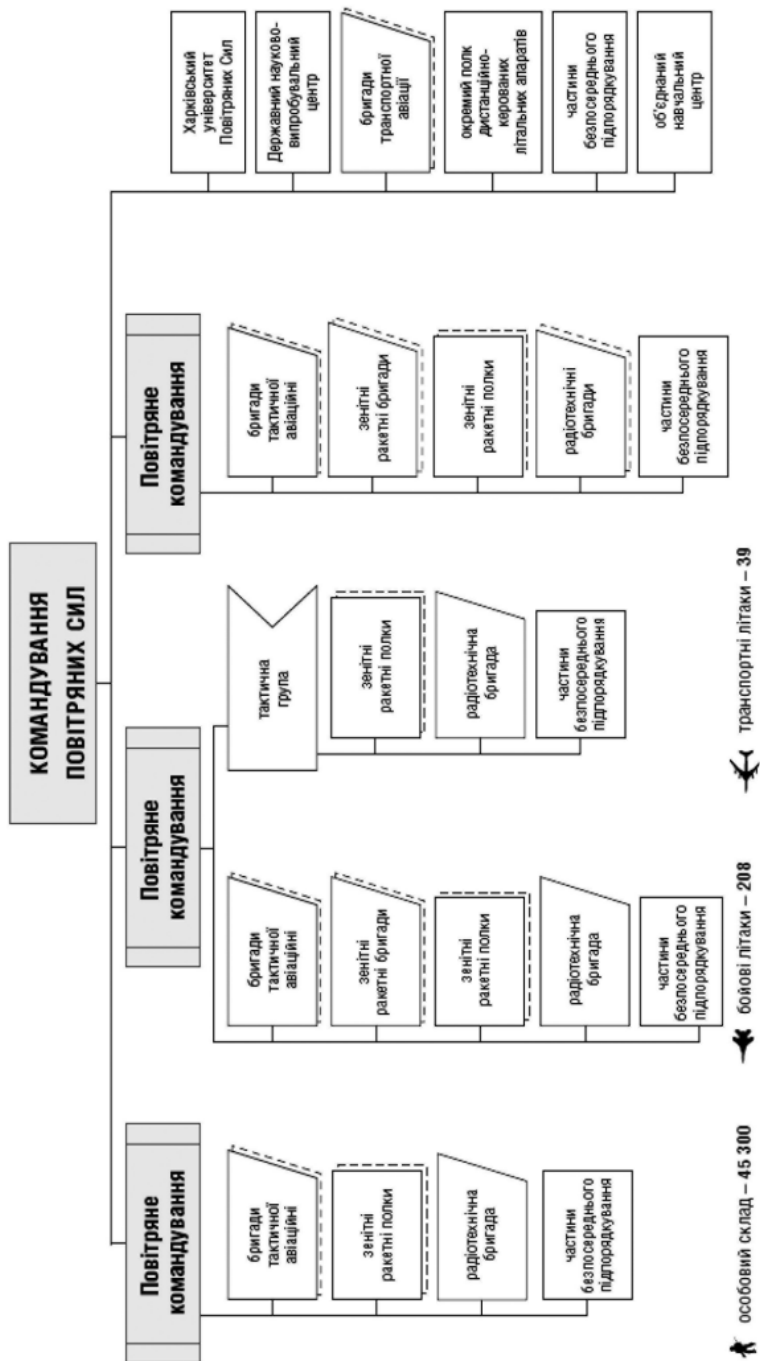 КОМАНДУВАННЯ
ПОВІТРЯНИХ СИЛ
Повітряне
командування
бригади
тактичної
авіаційні
зенітні
ракетні полки
радіотехнічна
бригада
частини
безпосереднього
підпорядкування
Повітряне
командування
бригади
тактичної
авіаційні
зенітні
ракетні бригади
зенітні
ракетні полки
радіотехнічна
бригада
частини
безпосереднього
підпорядкування
тактична
група
зенітні
ракетні полки
радіотехнічна
бригада
частини
безпосереднього
підпорядкування
Повітряне
командування
бригади
тактичної
авіаційні
зенітні
ракетні бригади
зенітні
ракетні полки
радіотехнічні
бригади
частини
безпосереднього
підпорядкування
Харківський
університет
Повітряних Сил
Державний науково-
випробувальний
центр
бригади
транспортної
авіації
окремий полк
дистанційно-
керованих
літальних апаратів
частини
безпосереднього
підпорядкування
об'єднаний
навчальний
центр
особовий склад – 45 300
бойові літаки – 208
транспортні літаки – 39